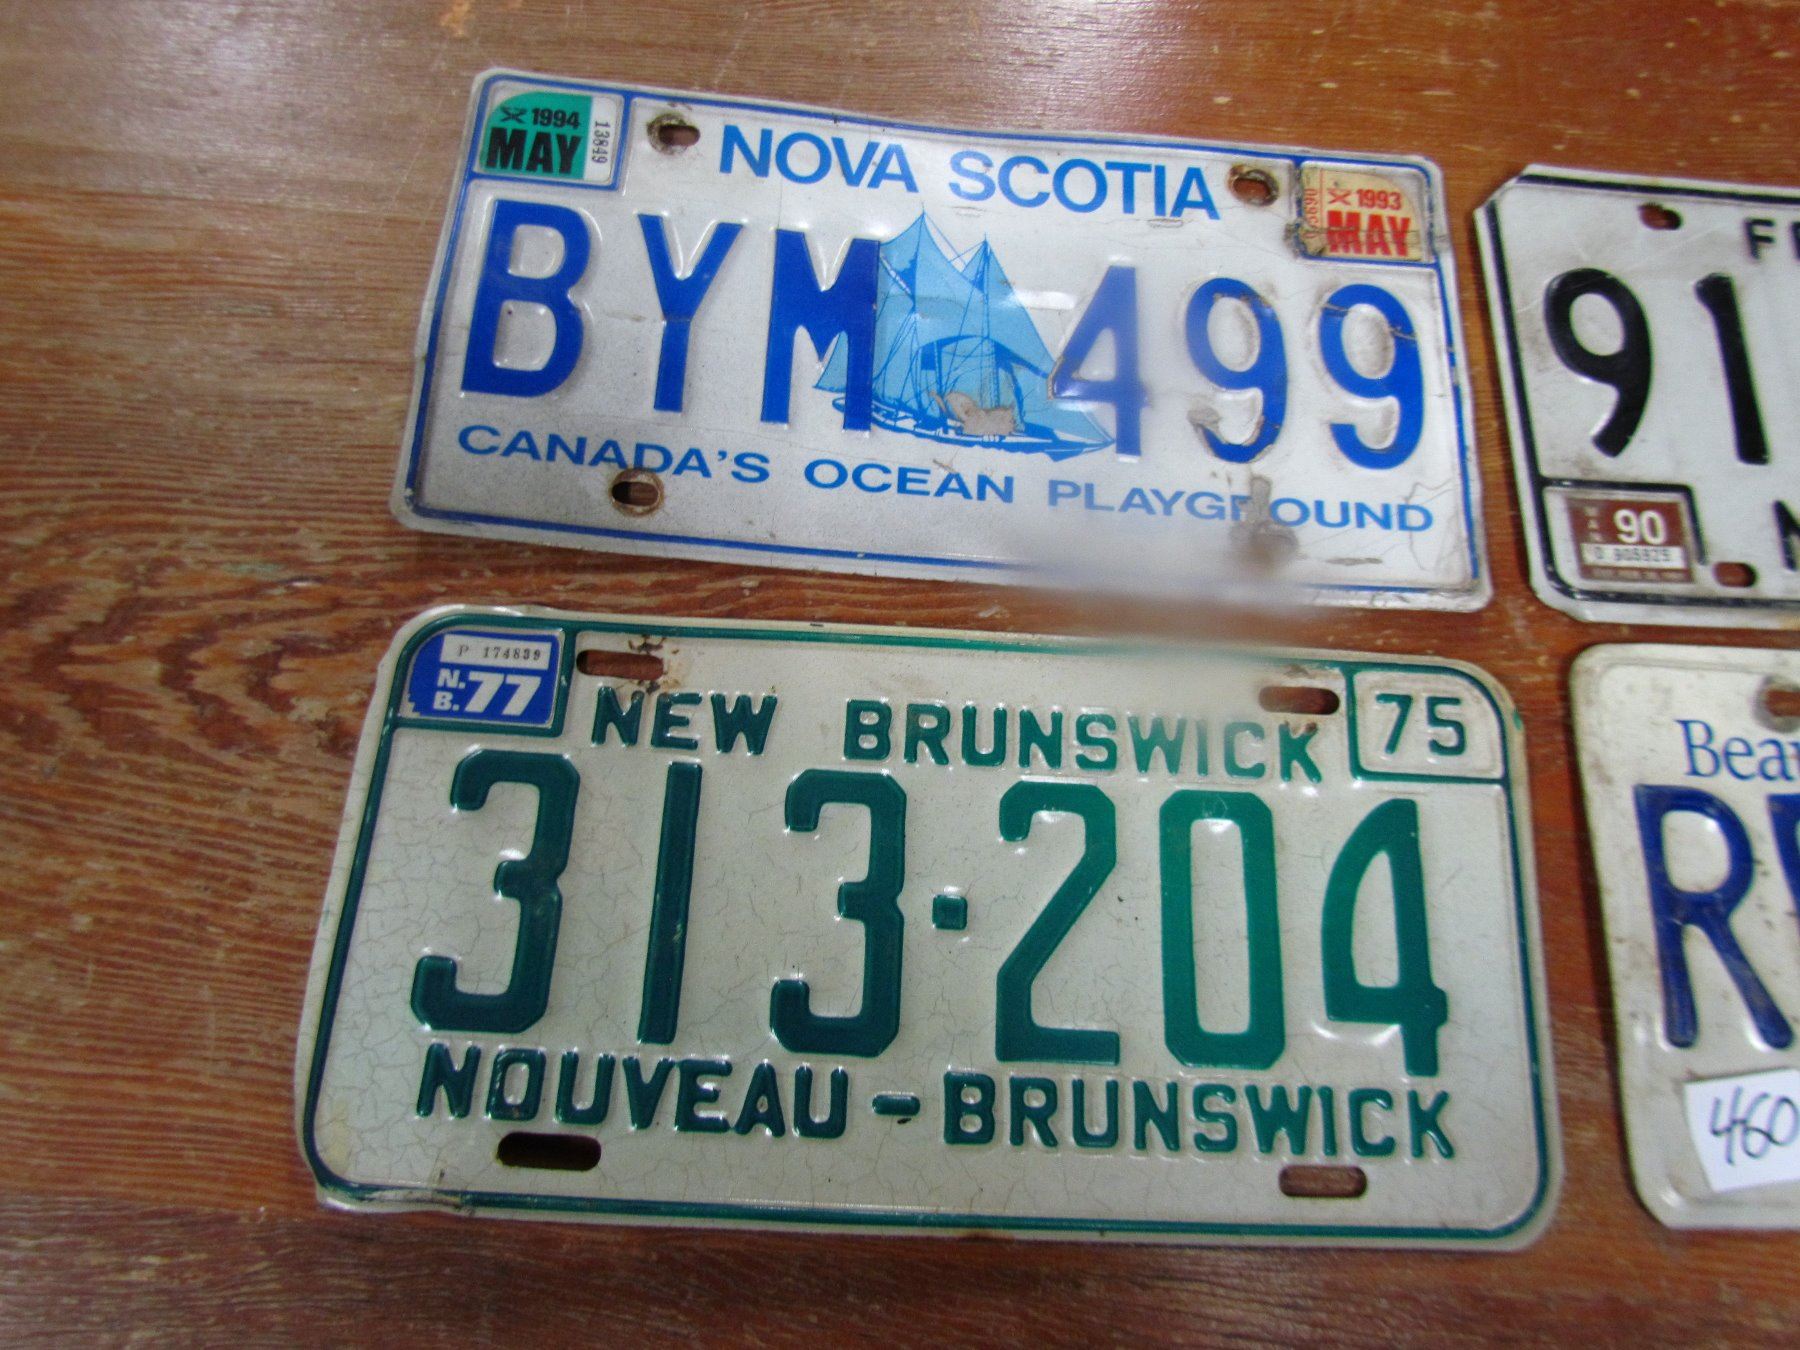 1994
MAY
13849
NOVA SCOTIA
1993
MAY
BYM 499
CANADA'S OCEAN PLAYGROUND
P 174839
N.B. 77
NEW BRUNSWICK
75
313·204
NOUVEAU-BRUNSWICK
91
90
460